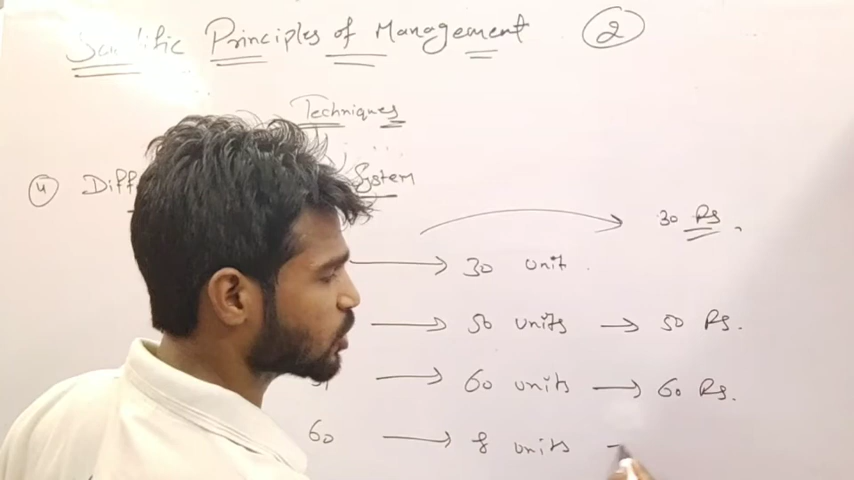 Scientific Principles of Management 2
Techniques
4 Diff System
30 Rs.
30 unit.
50 units → 50 Rs.
→ 60 units → 60 Rs.
60 → 8 units